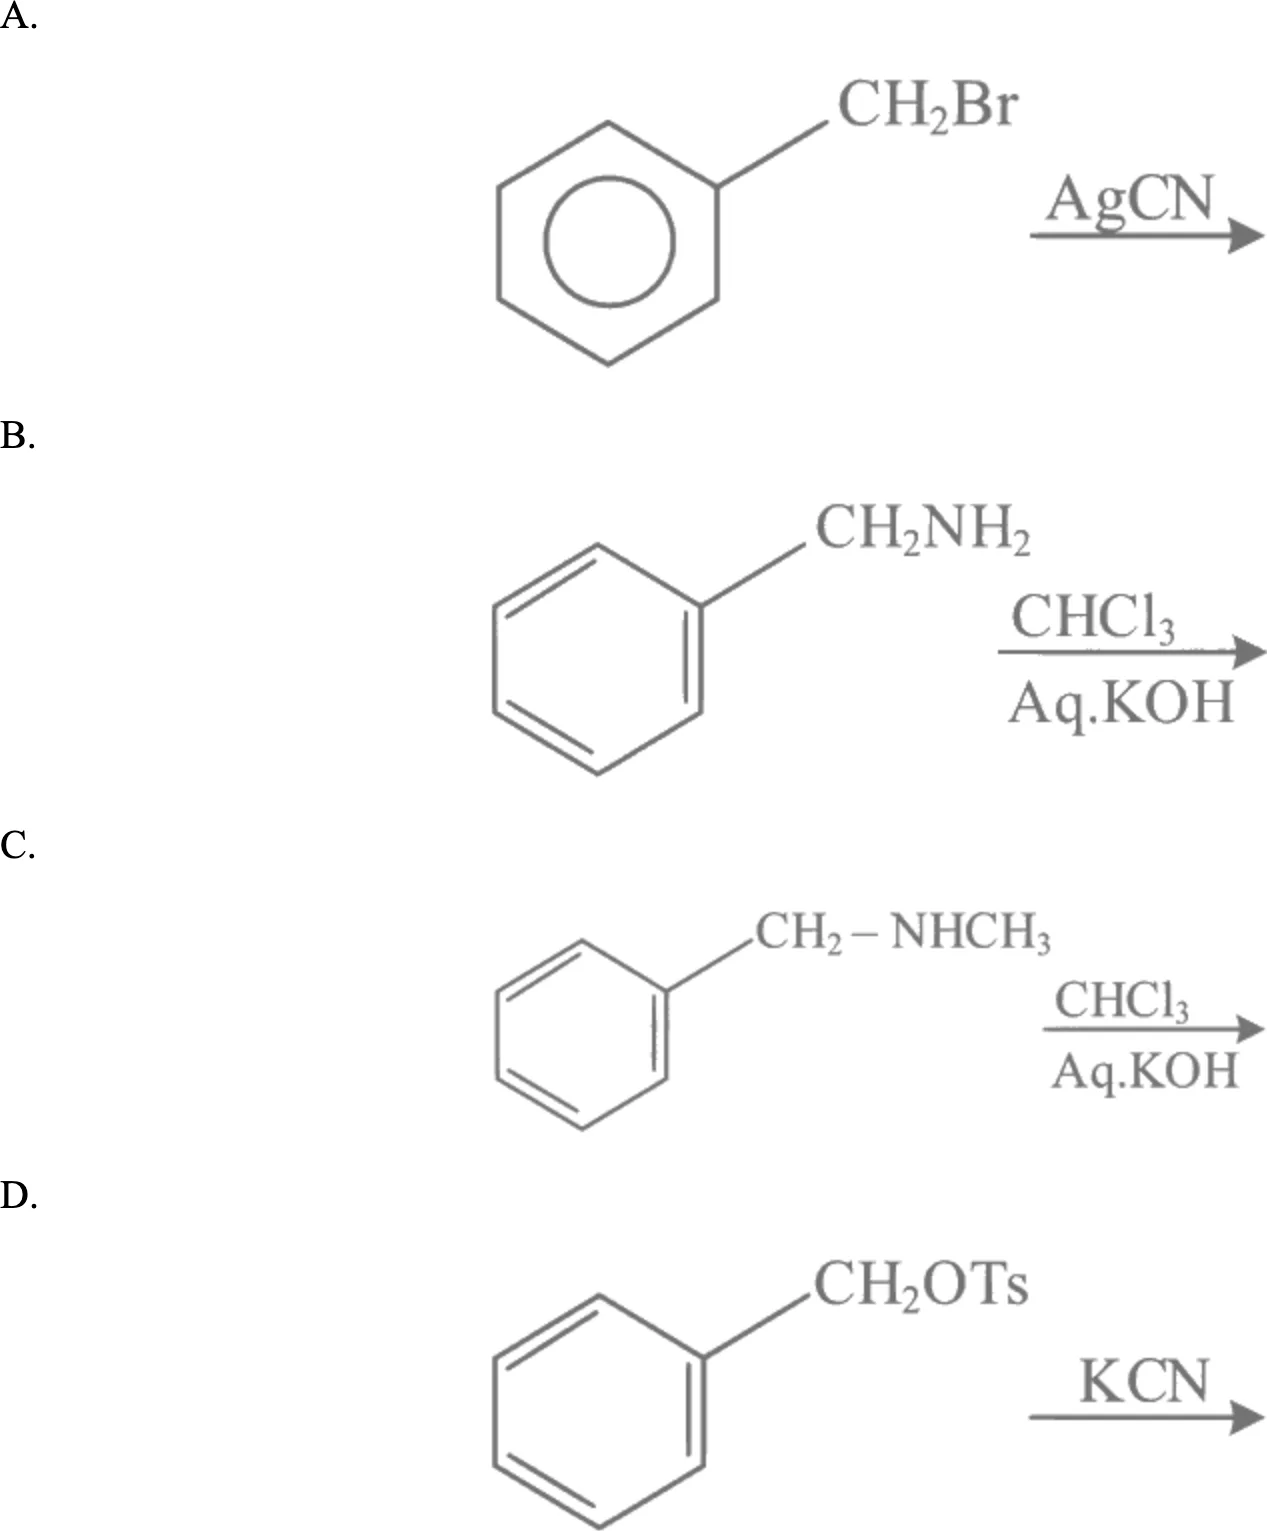 A.
CH₂Br
AgCN
B.
CH₂NH₂
CHCl₃
Aq.KOH
C.
CH₂– NHCH₃
CHCl₃
Aq.KOH
D.
CH₂OTs
KCN